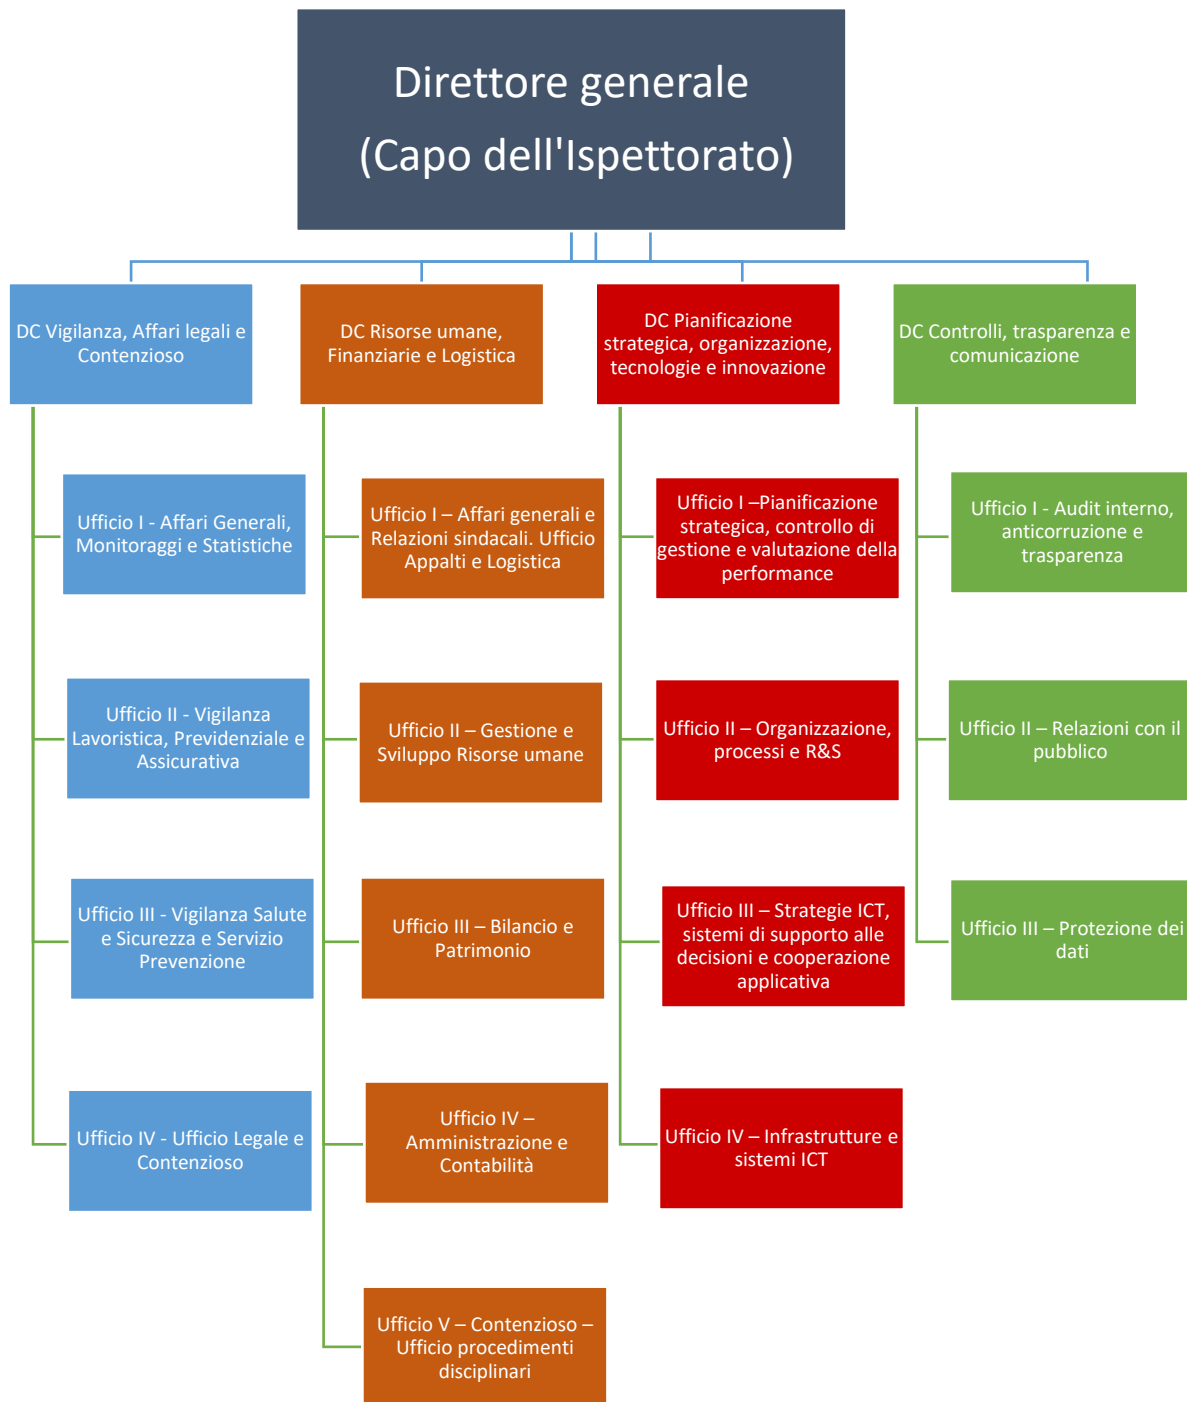 Direttore generale
(Capo dell'Ispettorato)
DC Vigilanza, Affari legali e
Contenzioso
DC Risorse umane,
Finanziarie e Logistica
DC Pianificazione
strategica, organizzazione,
tecnologie e innovazione
DC Controlli, trasparenza e
comunicazione
Ufficio I - Affari Generali,
Monitoraggi e Statistiche
Ufficio II - Vigilanza
Lavoristica, Previdenziale e
Assicurativa
Ufficio III - Vigilanza Salute
e Sicurezza e Servizio
Prevenzione
Ufficio IV - Ufficio Legale e
Contenzioso
Ufficio I – Affari generali e
Relazioni sindacali. Ufficio
Appalti e Logistica
Ufficio II – Gestione e
Sviluppo Risorse umane
Ufficio III – Bilancio e
Patrimonio
Ufficio IV –
Amministrazione e
Contabilità
Ufficio V – Contenzioso –
Ufficio procedimenti
disciplinari
Ufficio I –Pianificazione
strategica, controllo di
gestione e valutazione della
performance
Ufficio II – Organizzazione,
processi e R&S
Ufficio III – Strategie ICT,
sistemi di supporto alle
decisioni e cooperazione
applicativa
Ufficio IV – Infrastrutture e
sistemi ICT
Ufficio I - Audit interno,
anticorruzione e
trasparenza
Ufficio II – Relazioni con il
pubblico
Ufficio III – Protezione dei
dati